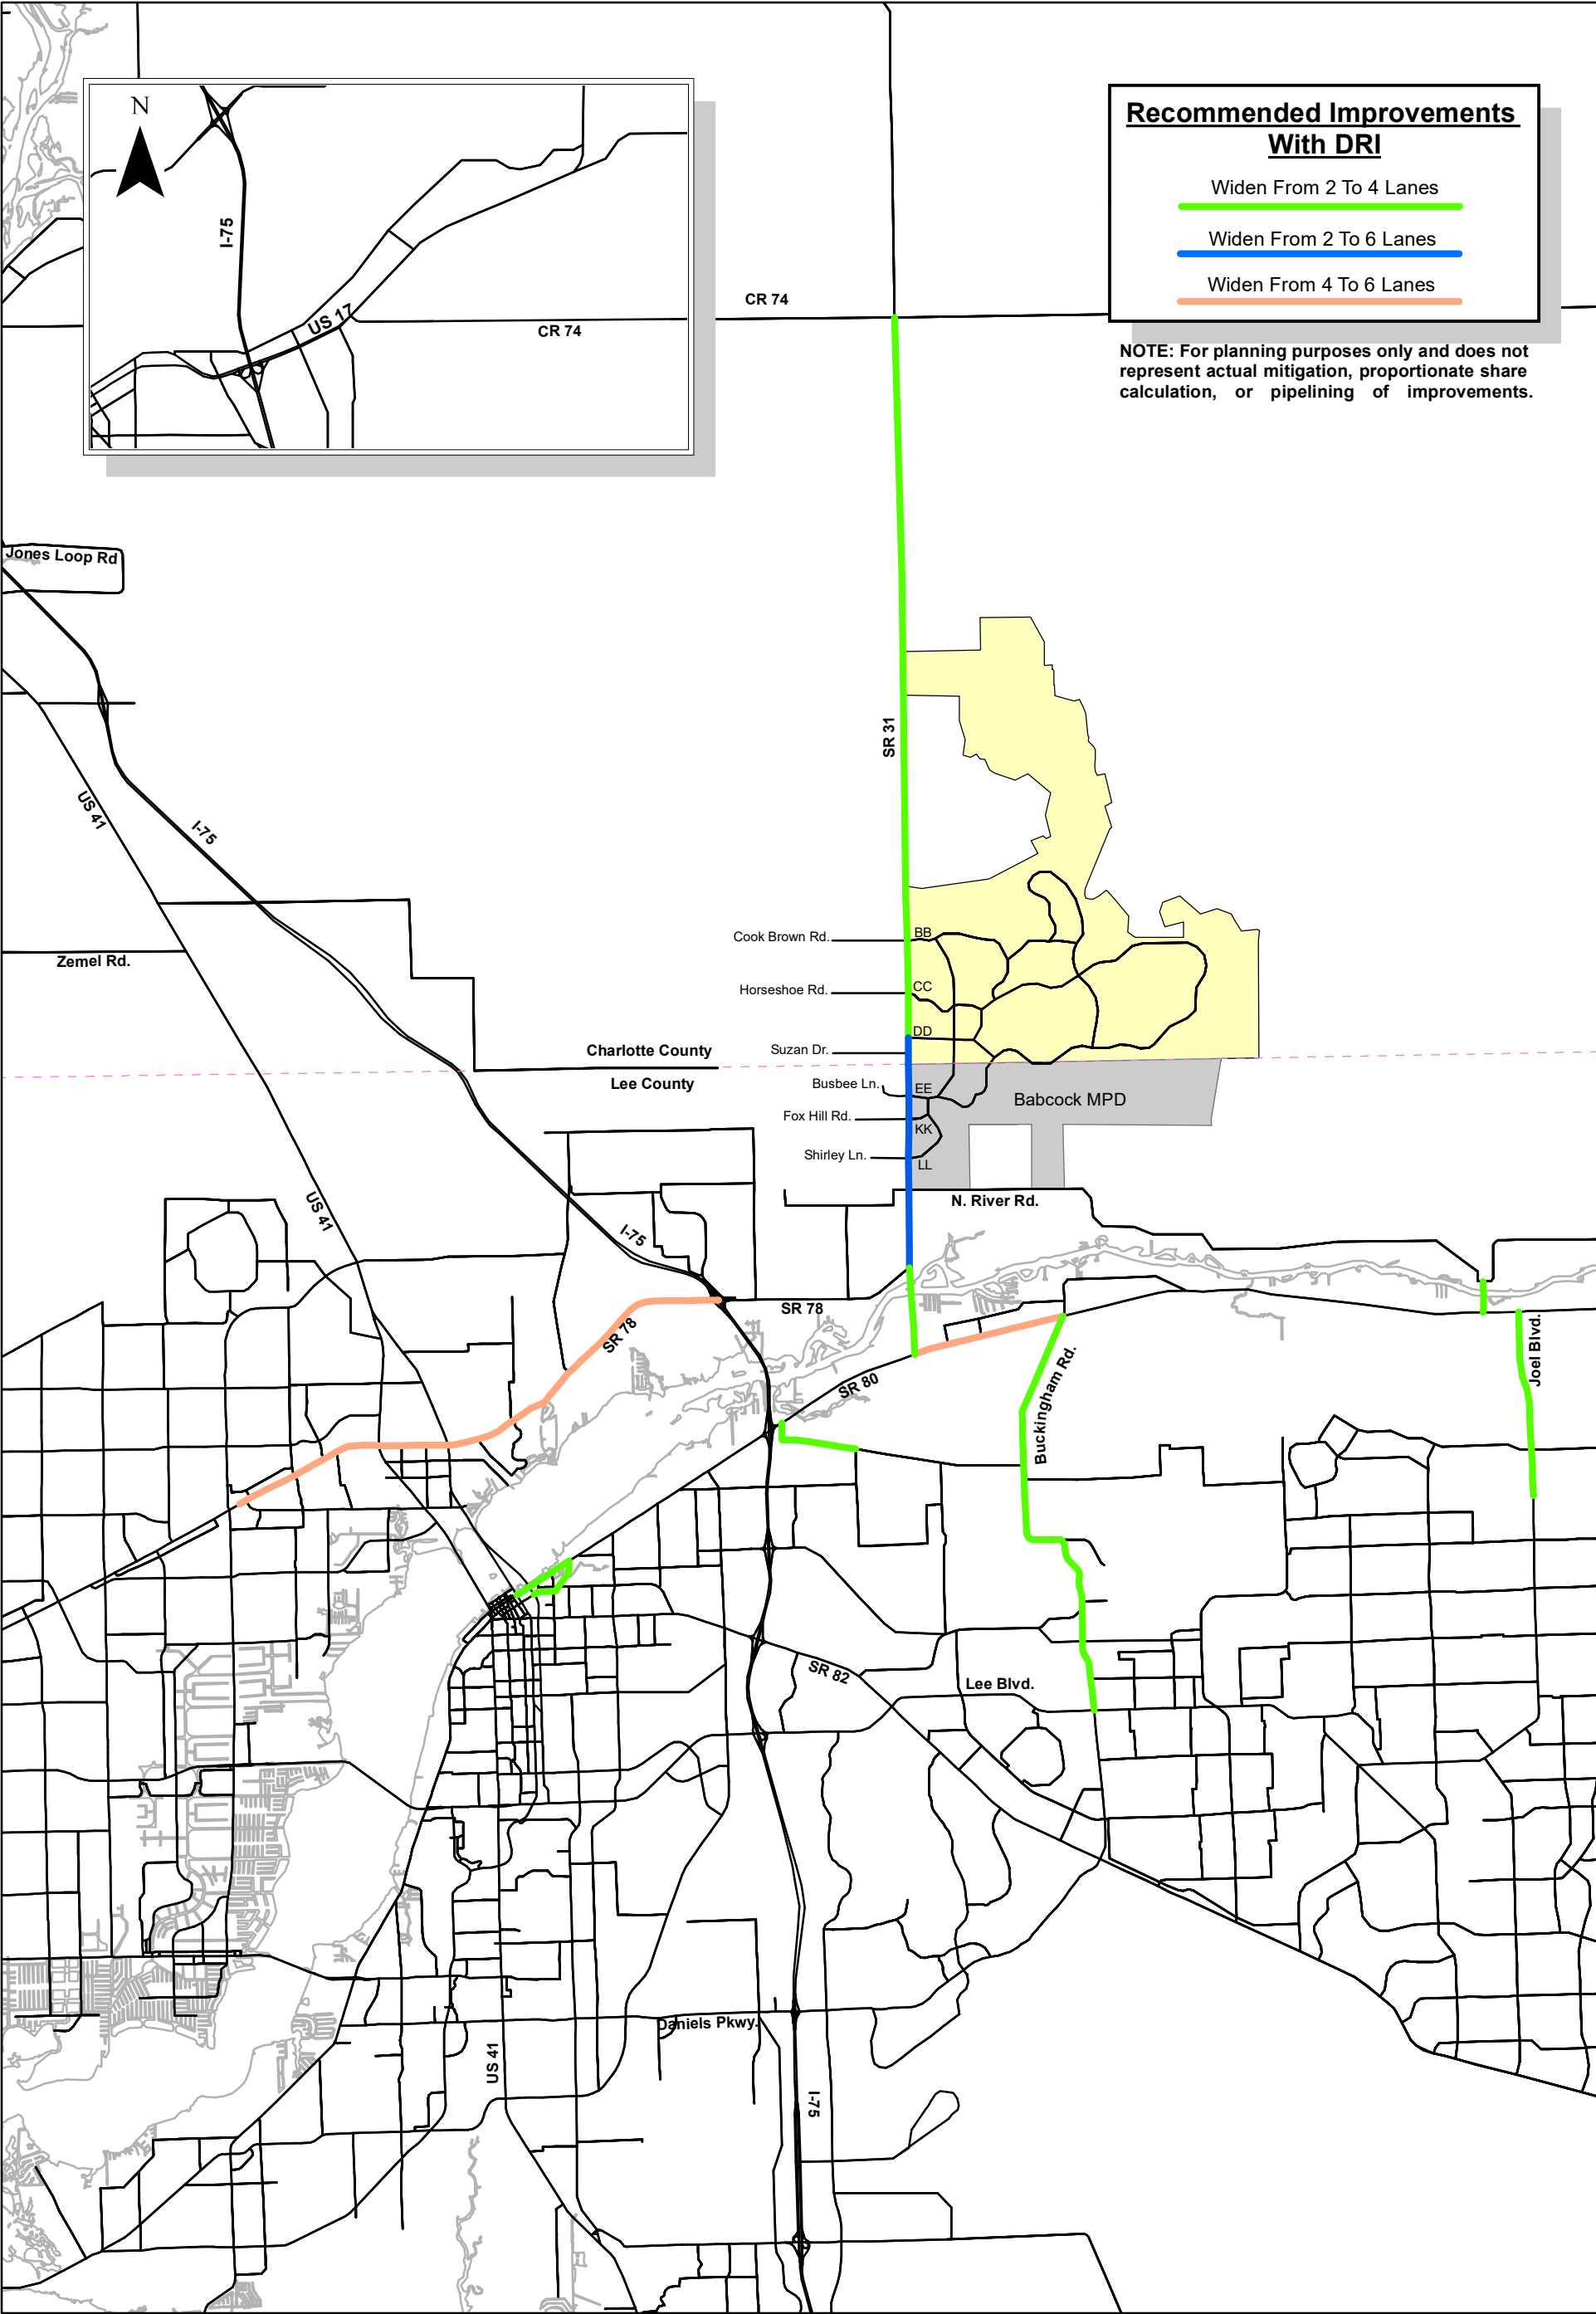 N
I-75
US 17
CR 74
CR 74
Recommended Improvements
With DRI
Widen From 2 To 4 Lanes
Widen From 2 To 6 Lanes
Widen From 4 To 6 Lanes
NOTE: For planning purposes only and does not
represent actual mitigation, proportionate share
calculation, or pipelining of improvements.
Jones Loop Rd
SR 31
US 41
I-75
Zemel Rd.
Cook Brown Rd.
BB
Horseshoe Rd.
CC
DD
Suzan Dr.
Charlotte County
Lee County
Busbee Ln.
EE
Babcock MPD
Fox Hill Rd.
KK
Shirley Ln.
LL
N. River Rd.
US 41
I-75
SR 78
SR 78
SR 80
Buckingham Rd.
Joel Blvd.
SR 82
Lee Blvd.
Daniels Pkwy.
US 41
I-75